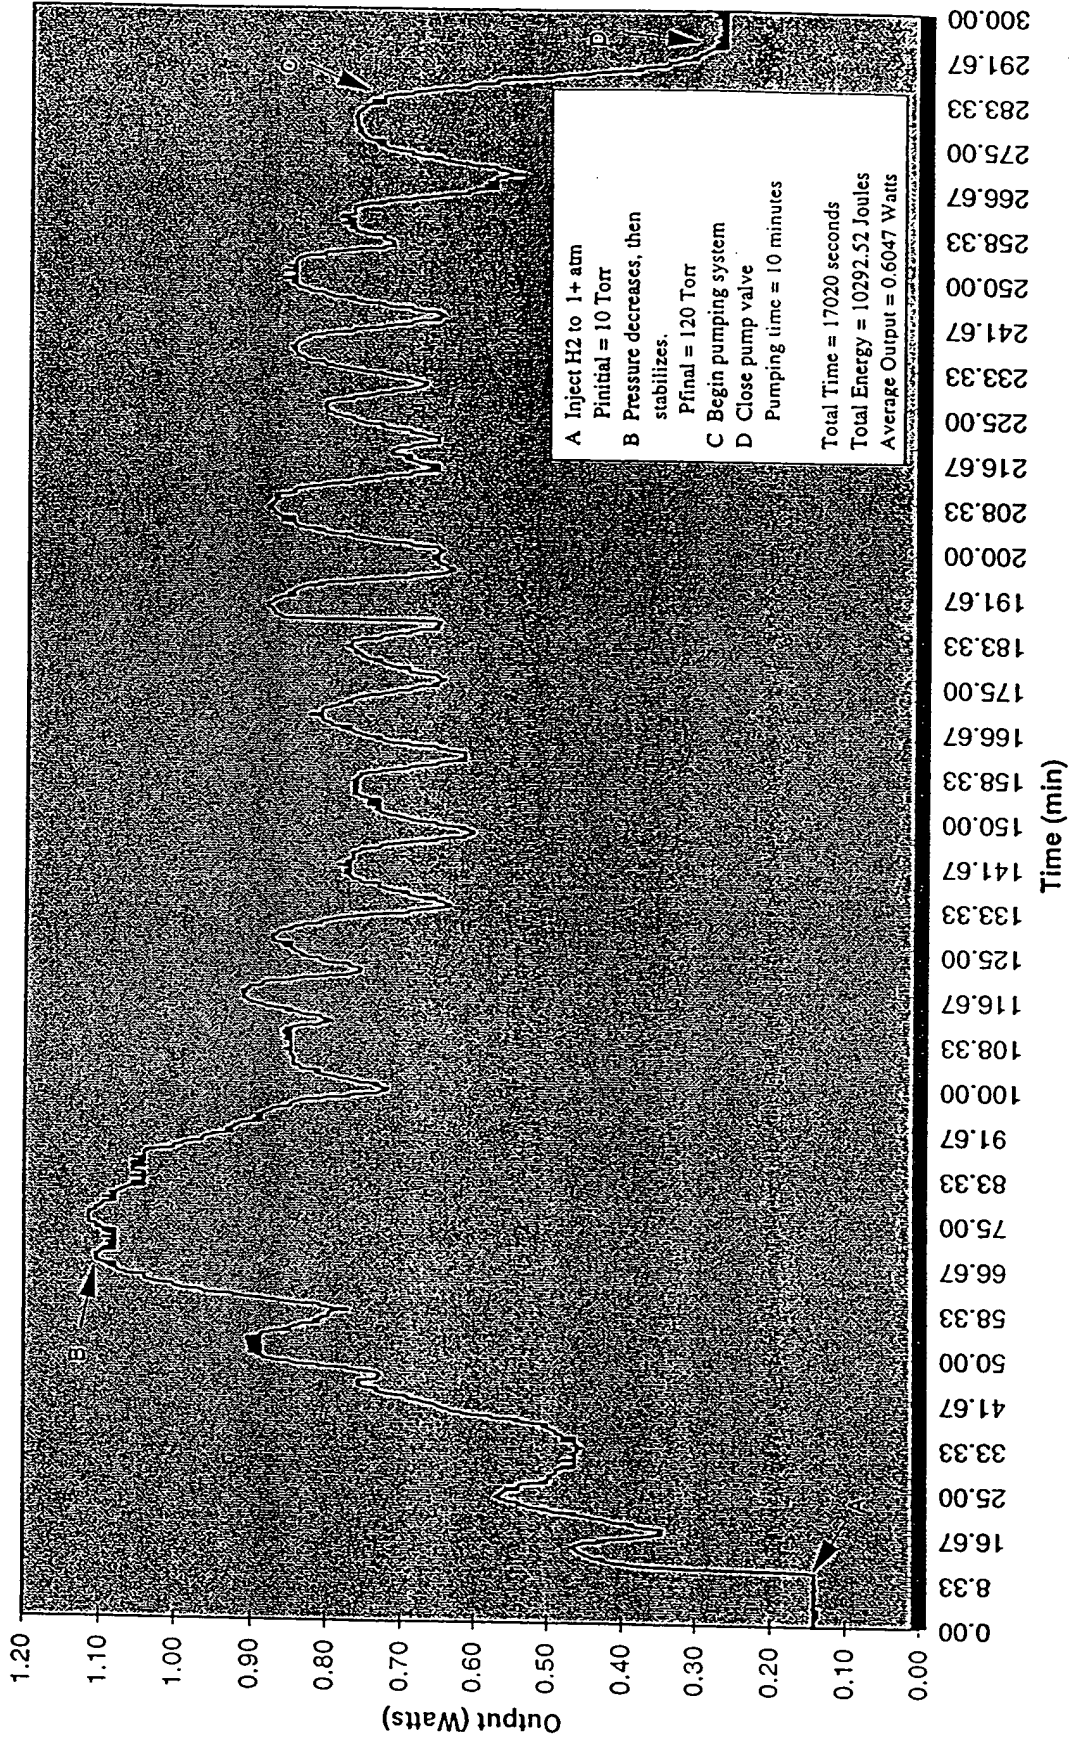 1.20
1.10
1.00
0.90
0.80
0.70
0.60
0.50
0.40
0.30
0.20
0.10
0.00
Output (Watts)
A
B
C
D
A Inject H2 to 1+ atm
Pinitial = 10 Torr
B Pressure decreases, then
stabilizes.
Pfinal = 120 Torr
C Begin pumping system
D Close pump valve
Pumping time = 10 minutes
Total Time = 17020 seconds
Total Energy = 10292.52 Joules
Average Output = 0.6047 Watts
0.00
8.33
16.67
25.00
33.33
41.67
50.00
58.33
66.67
75.00
83.33
91.67
100.00
108.33
116.67
125.00
133.33
141.67
150.00
158.33
166.67
175.00
183.33
191.67
200.00
208.33
216.67
225.00
233.33
241.67
250.00
258.33
266.67
275.00
283.33
291.67
300.00
Time (min)